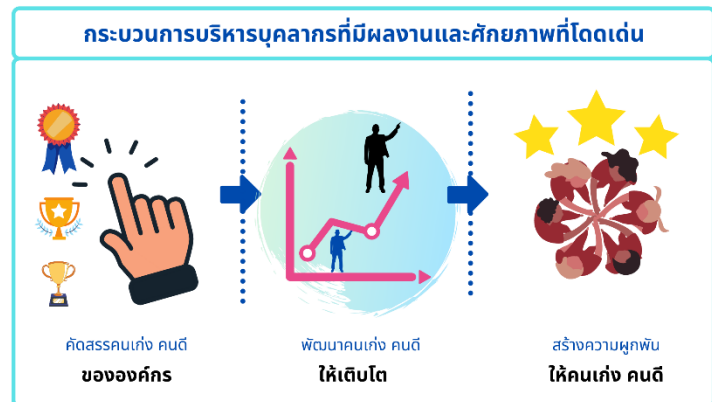 กระบวนการบริหารบุคลากรที่มีผลงานและศักยภาพที่โดดเด่น
คัดสรรคนเก่ง คนดี
ขององค์กร
พัฒนาคนเก่ง คนดี
ให้เติบโต
สร้างความผูกพัน
ให้คนเก่ง คนดี